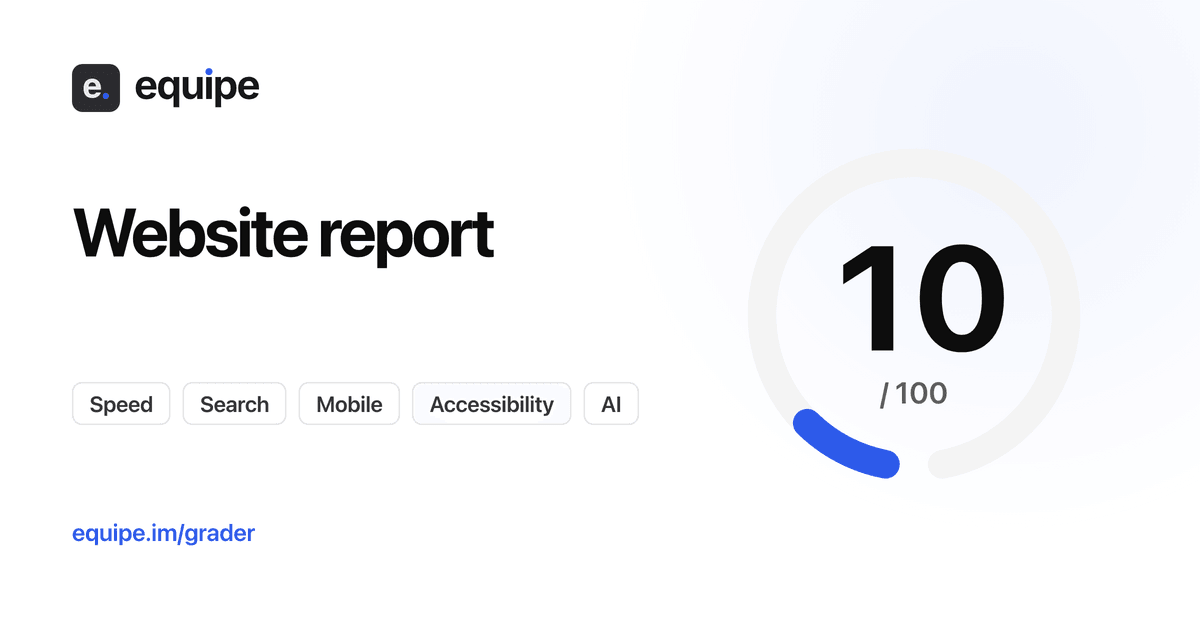 e. equipe
Website report
10
/ 100
Speed Search Mobile Accessibility AI
equipe.im/grader